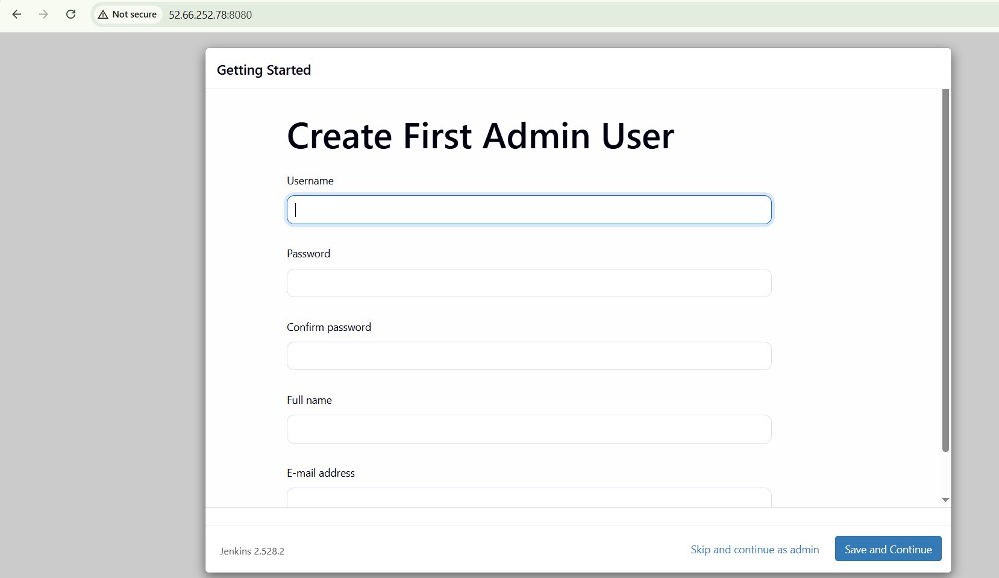 Not secure 52.66.252.78:8080
Getting Started
Create First Admin User
Username
Password
Confirm password
Full name
E-mail address
Jenkins 2.528.2
Skip and continue as admin
Save and Continue